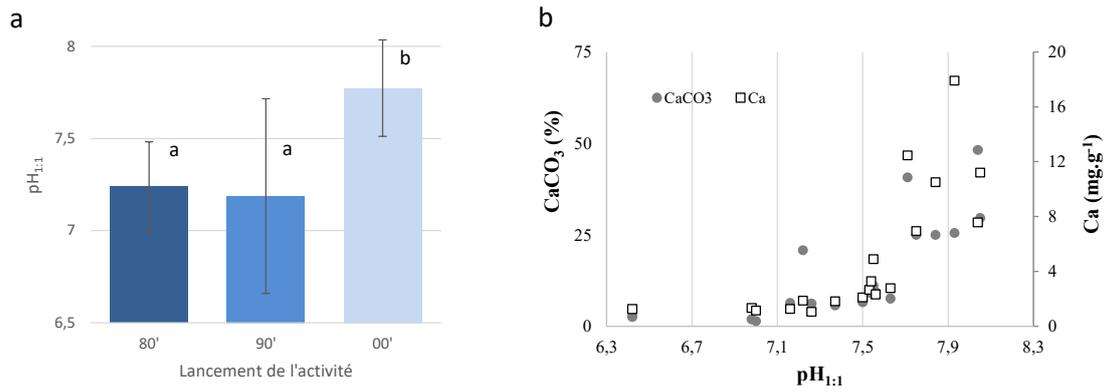 a
8
7,5
7
6,5
pH1:1
a
a
b
80'
90'
00'
Lancement de l'activité
b
75
50
25
0
CaCO3 (%)
CaCO3
Ca
20
16
12
8
4
0
Ca (mg.g-1)
6,3
6,7
7,1
7,5
7,9
8,3
pH1:1